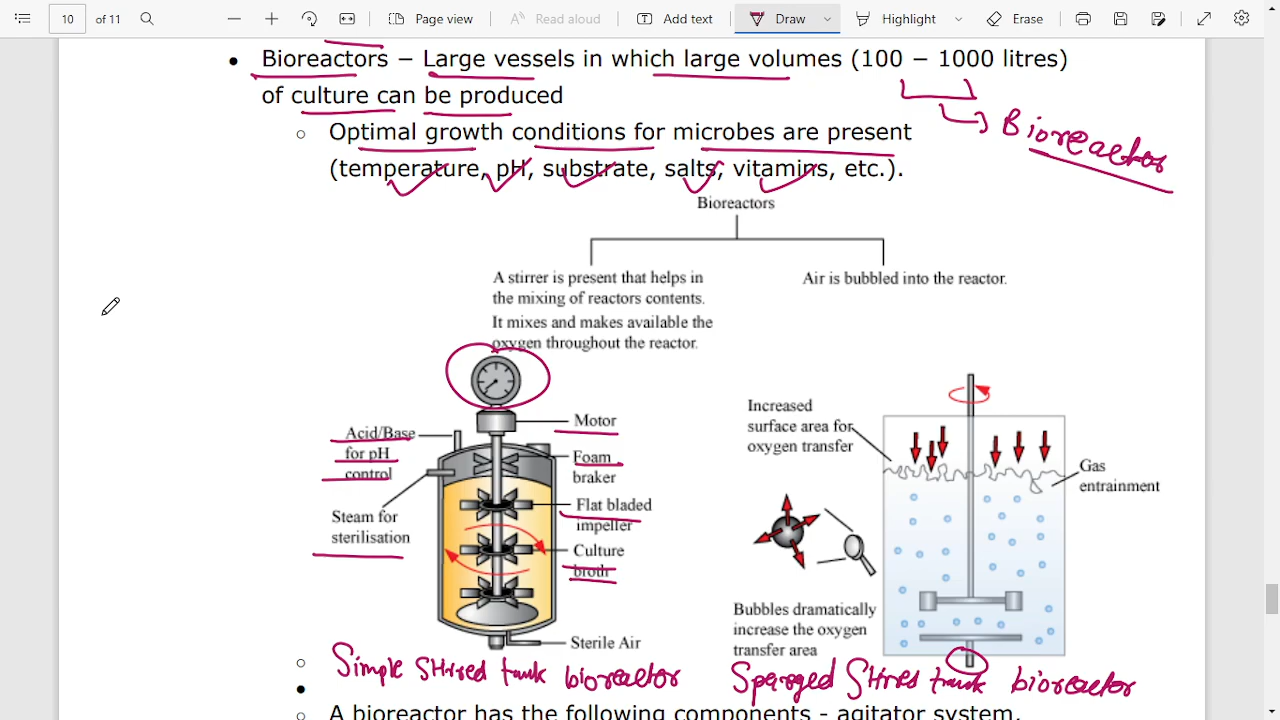 10 of 11
Page view
Read aloud
Add text
Draw
Highlight
Erase
• Bioreactors – Large vessels in which large volumes (100 – 1000 litres)
of culture can be produced
Bioreactor
o Optimal growth conditions for microbes are present
(temperature, pH, substrate, salts, vitamins, etc.).
Bioreactors
A stirrer is present that helps in
the mixing of reactors contents.
It mixes and makes available the
oxygen throughout the reactor.
Air is bubbled into the reactor.
Motor
Acid/Base
for pH
control
Foam
braker
Flat bladed
impeller
Steam for
sterilisation
Culture
broth
Sterile Air
Increased
surface area for
oxygen transfer
Gas
entrainment
Bubbles dramatically
increase the oxygen
transfer area
Simple Stirred tank bioreactor
Sparged Stirred tank bioreactor
o A bioreactor has the following components - agitator system,